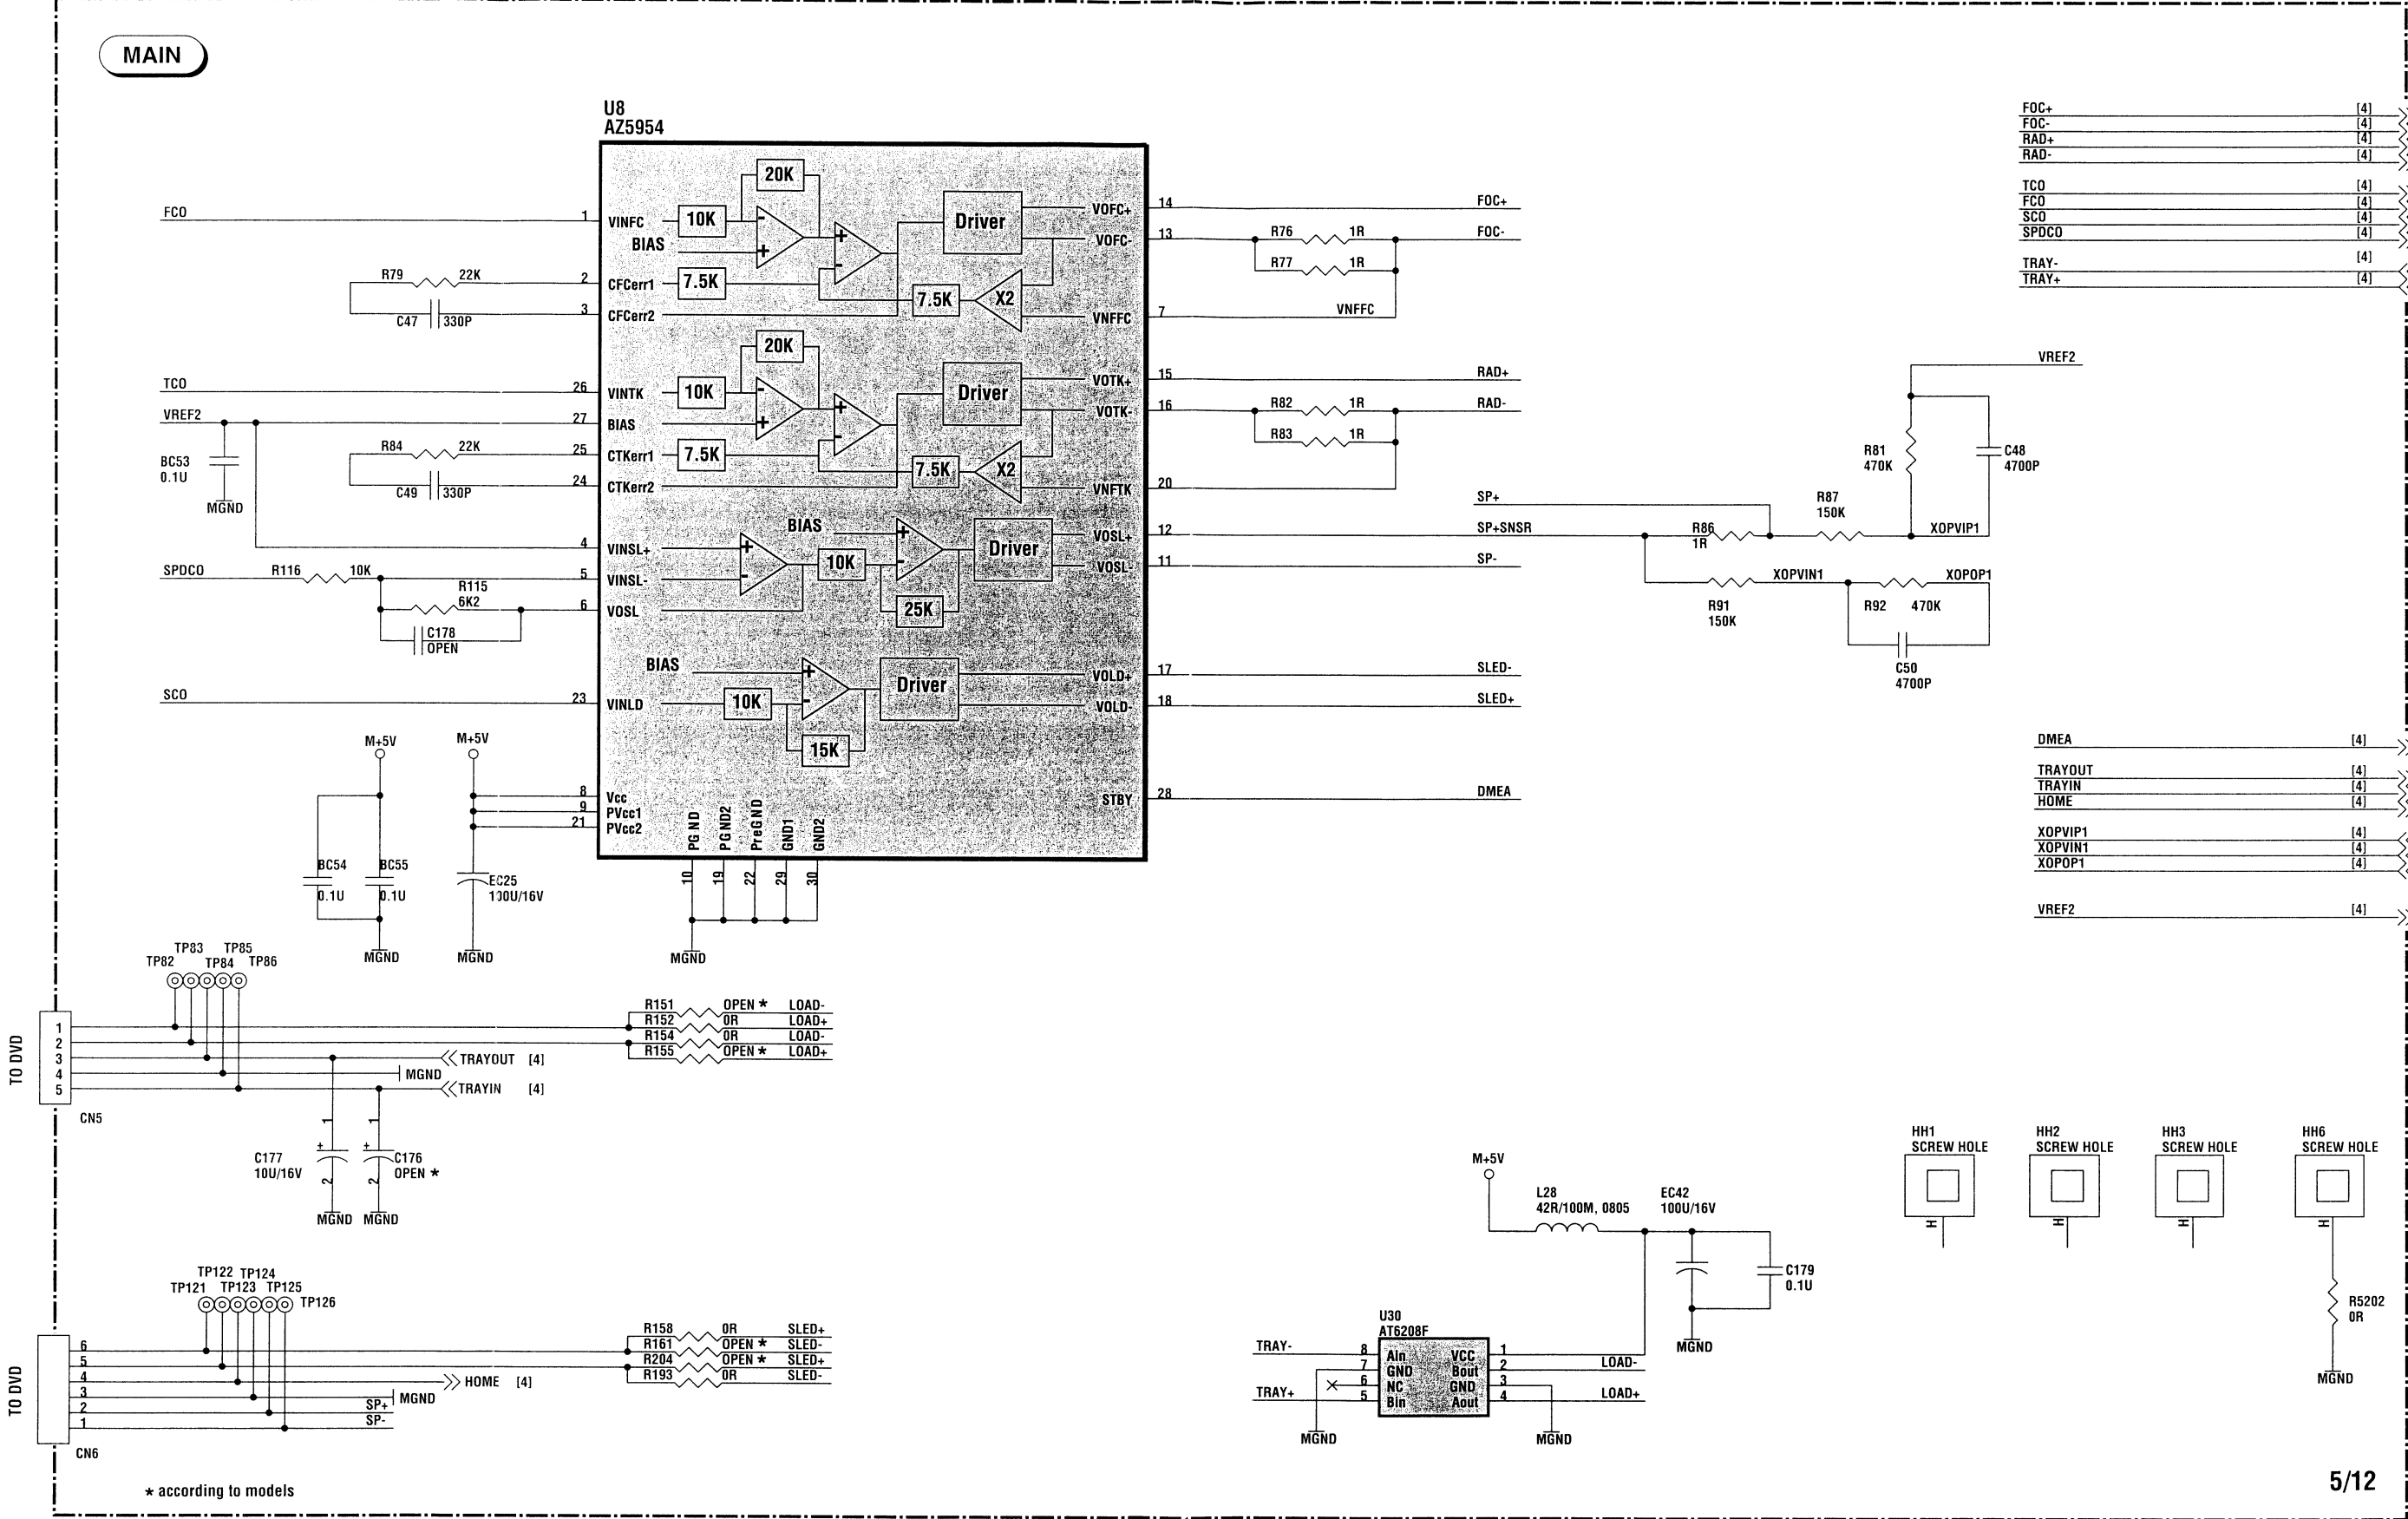 MAIN
U8
AZ5954
FCO
1
VINFC
10K
20K
BIAS
Driver
VOFC+
14
FOC+
VOFC-
13
R76
1R
FOC-
R77
1R
R79
22K
2
CFCerr1
7.5K
7.5K
X2
C47
330P
3
CFCerr2
VNFFC
7
VNFFC
20K
TCO
26
VINTK
10K
Driver
VOTK+
15
RAD+
VREF2
27
BIAS
VOTK-
16
R82
1R
RAD-
R83
1R
BC53
0.1U
MGND
R84
22K
25
CTKerr1
7.5K
7.5K
X2
C49
330P
24
CTKerr2
VNFTK
20
BIAS
4
VINSL+
10K
Driver
VOSL+
12
SP+SNSR
SP+
VOSL-
11
SP-
SPDCO
R116
10K
5
VINSL-
R115
6K2
6
VOSL
25K
C178
OPEN
BIAS
Driver
VOLD+
17
SLED-
SCO
23
VINLD
10K
VOLD-
18
SLED+
15K
M+5V
M+5V
8
Vcc
9
PVcc1
21
PVcc2
STBY
28
DMEA
PGND
PGND2
PreGND
GND1
GND2
10
19
22
29
30
MGND
BC54
0.1U
BC55
0.1U
EC25
100U/16V
MGND
MGND
R86
1R
R87
150K
R81
470K
C48
4700P
VREF2
XOPVIP1
R91
150K
XOPVIN1
R92
470K
XOPOP1
C50
4700P
FOC+ [4]
FOC- [4]
RAD+ [4]
RAD- [4]
TCO [4]
FCO [4]
SCO [4]
SPDCO [4]
TRAY- [4]
TRAY+ [4]
DMEA [4]
TRAYOUT [4]
TRAYIN [4]
HOME [4]
XOPVIP1 [4]
XOPVIN1 [4]
XOPOP1 [4]
VREF2 [4]
TP83 TP85
TP82 TP84 TP86
TO DVD
1
2
3
4
5
CN5
R151 OPEN * LOAD-
R152 0R LOAD+
R154 0R LOAD-
R155 OPEN * LOAD+
TRAYOUT [4]
MGND
TRAYIN [4]
1
1
+
+
C177
10U/16V
C176
OPEN *
2
2
MGND MGND
TP122 TP124
TP121 TP123 TP125
TP126
TO DVD
6
5
4
3
2
1
CN6
R158 0R SLED+
R161 OPEN * SLED-
R204 OPEN * SLED+
R193 0R SLED-
HOME [4]
MGND
SP+
SP-
M+5V
L28
42R/100M, 0805
EC42
100U/16V
C179
0.1U
MGND
U30
AT6208F
TRAY-
8 Ain VCC 1
7 GND Bout 2 LOAD-
6 NC GND 3
TRAY+
5 Bin Aout 4 LOAD+
MGND
MGND
HH1
SCREW HOLE
H
HH2
SCREW HOLE
H
HH3
SCREW HOLE
H
HH6
SCREW HOLE
H
R5202
0R
MGND
* according to models
5/12